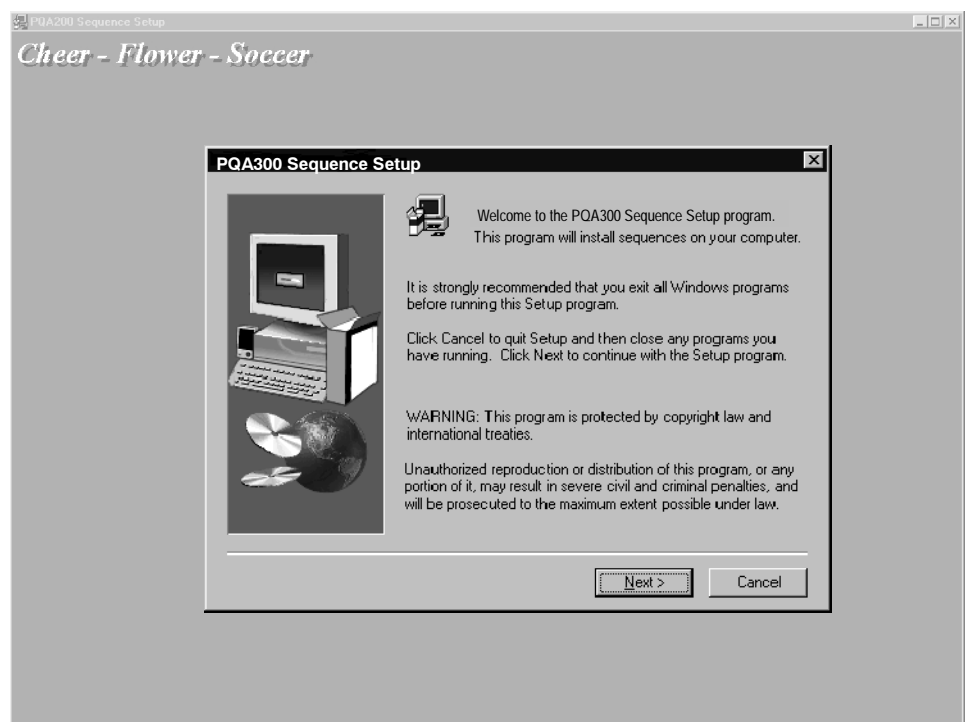 PQA200 Sequence Setup
Cheer - Flower - Soccer
PQA300 Sequence Setup
Welcome to the PQA300 Sequence Setup program.
This program will install sequences on your computer.
It is strongly recommended that you exit all Windows programs
before running this Setup program.
Click Cancel to quit Setup and then close any programs you
have running. Click Next to continue with the Setup program.
WARNING: This program is protected by copyright law and
international treaties.
Unauthorized reproduction or distribution of this program, or any
portion of it, may result in severe civil and criminal penalties, and
will be prosecuted to the maximum extent possible under law.
Next >
Cancel